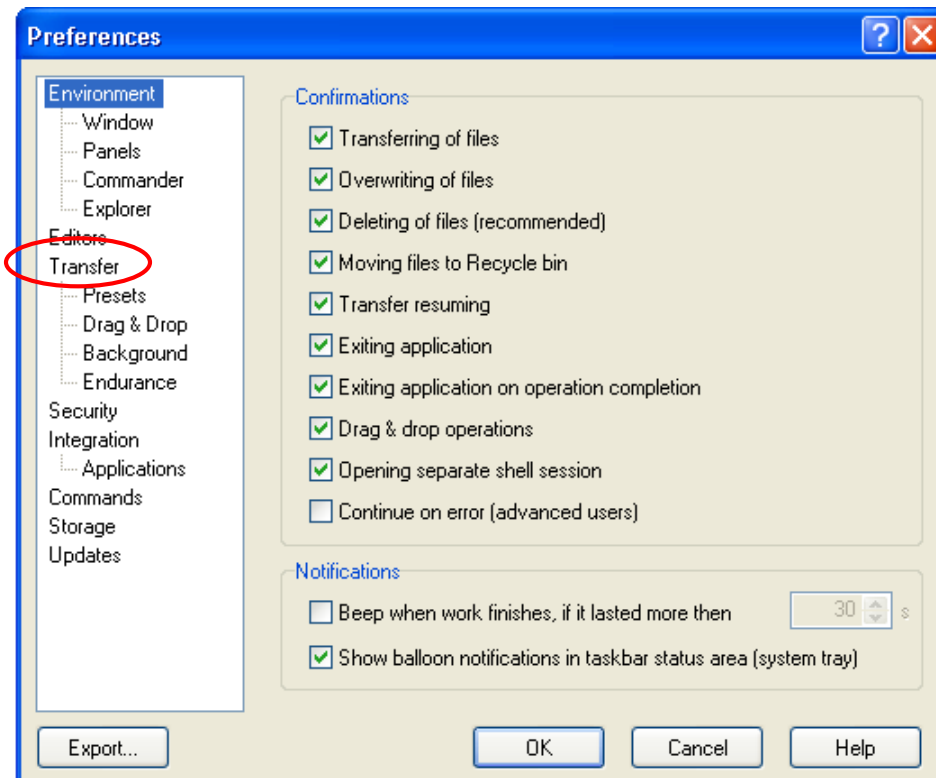 Preferences
Environment
Window
Panels
Commander
Explorer
Editors
Transfer
Presets
Drag & Drop
Background
Endurance
Security
Integration
Applications
Commands
Storage
Updates
Confirmations
Transferring of files
Overwriting of files
Deleting of files (recommended)
Moving files to Recycle bin
Transfer resuming
Exiting application
Exiting application on operation completion
Drag & drop operations
Opening separate shell session
Continue on error (advanced users)
Notifications
Beep when work finishes, if it lasted more then 30 s
Show balloon notifications in taskbar status area (system tray)
Export... OK Cancel Help